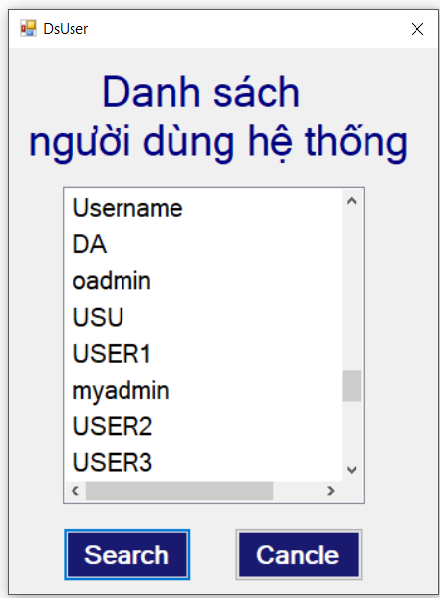 DsUser
Danh sách
người dùng hệ thống
Username
DA
oadmin
USU
USER1
myadmin
USER2
USER3
Search
Cancle